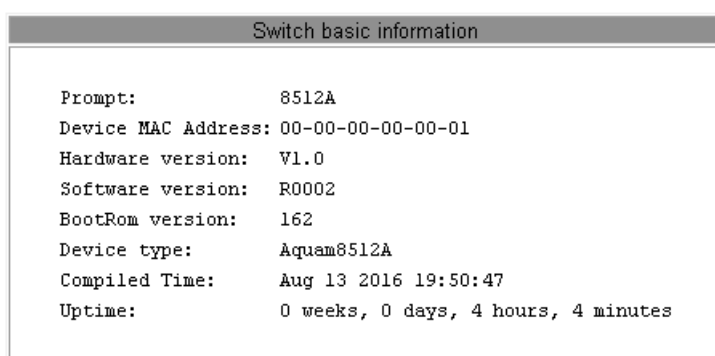 Switch basic information
Prompt: 8512A
Device MAC Address: 00-00-00-00-00-01
Hardware version: V1.0
Software version: R0002
BootRom version: 162
Device type: Aquam8512A
Compiled Time: Aug 13 2016 19:50:47
Uptime: 0 weeks, 0 days, 4 hours, 4 minutes